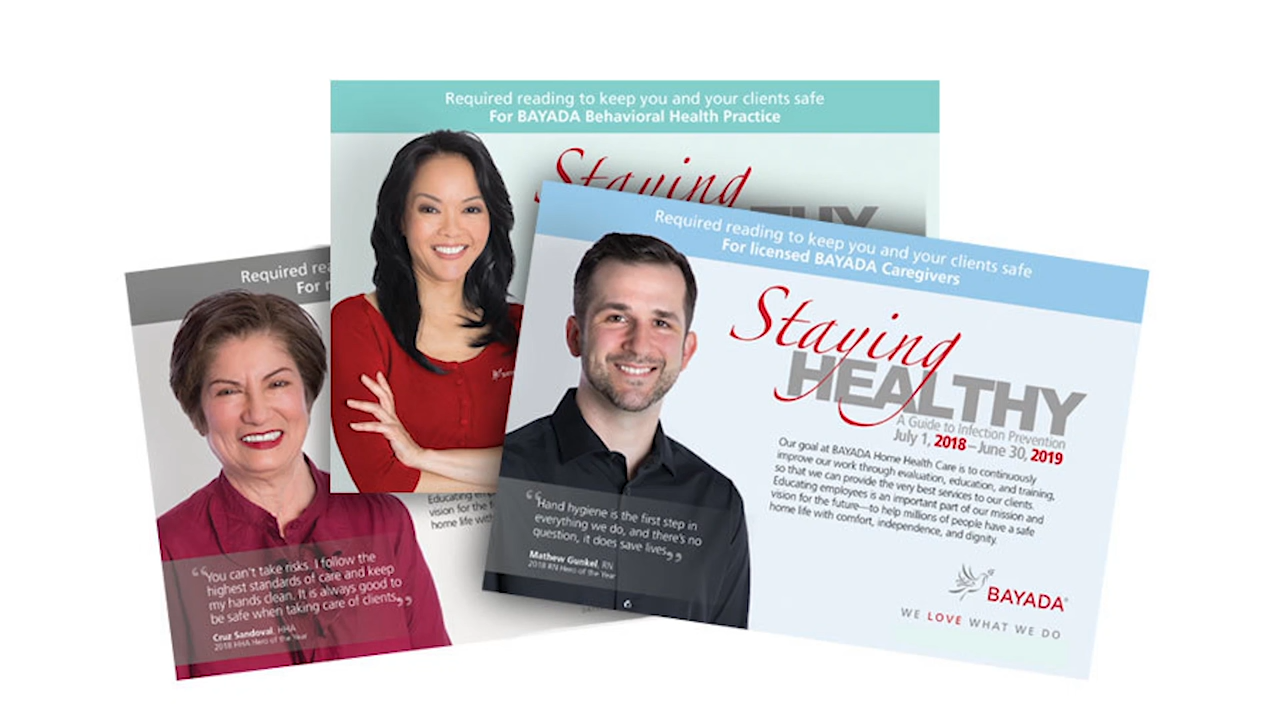 Required reading to keep you and your clients safe
For BAYADA Behavioral Health Practice
Staying
HEALTHY
Required
For
Educating
vision for the
home life with
“You can't take risks. I follow the
highest standards of care and keep
my hands clean. It is always good to
be safe when taking care of clients.”
Cruz Sandoval, HHA
2018 HHA Hero of the Year
Required reading to keep you and your clients safe
For licensed BAYADA Caregivers
Staying
HEALTHY
A Guide to Infection Prevention
July 1, 2018 – June 30, 2019
Our goal at BAYADA Home Health Care is to continuously
improve our work through evaluation, education, and training,
so that we can provide the very best services to our clients.
Educating employees is an important part of our mission and
vision for the future—to help millions of people have a safe
home life with comfort, independence, and dignity.
“Hand hygiene is the first step in
everything we do, and there's no
question, it does save lives.”
Mathew Gunkel, RN
2018 RN Hero of the Year
BAYADA®
WE LOVE WHAT WE DO